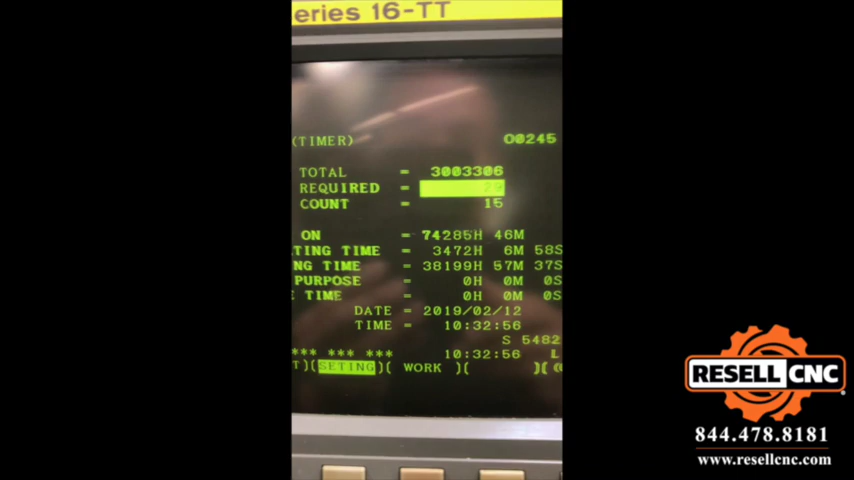 eries 16-TT
(TIMER) O0245
TOTAL = 3003306
REQUIRED = 20
COUNT = 15
ON = 74285H 46M
TING TIME = 3472H 6M 58S
NG TIME = 38199H 57M 37S
PURPOSE = 0H 0M 0S
E TIME = 0H 0M 0S
DATE = 2019/02/12
TIME = 10:32:56
S 5482
*** *** *** 10:32:56 L
T)(SETING)( WORK )( )(
RESELL CNC
844.478.8181
www.resellcnc.com